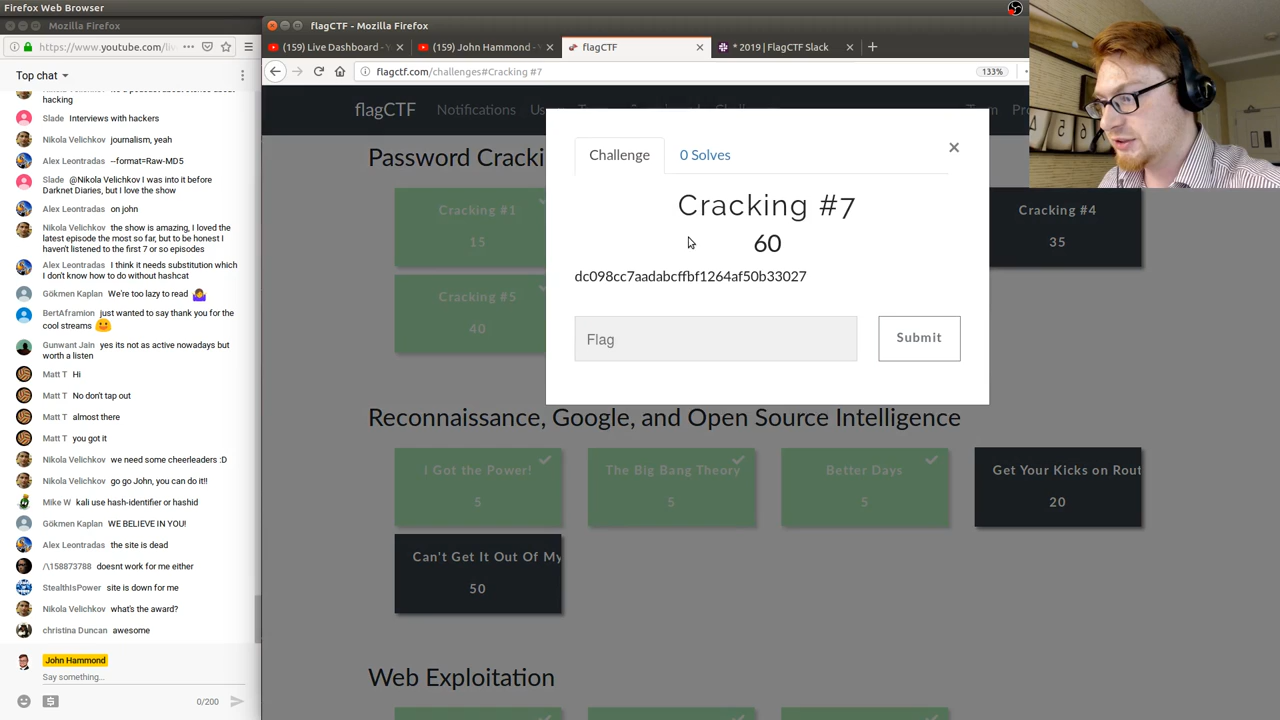 Firefox Web Browser
Mozilla Firefox
https://www.youtube.com/liv
Top chat
hacking
Slade Interviews with hackers
Nikola Velichkov journalism, yeah
Alex Leontradas --format=Raw-MD5
Slade @Nikola Velichkov I was into it before
Darknet Diaries, but I love the show
Alex Leontradas on john
Nikola Velichkov the show is amazing, I loved the
latest episode the most so far, but to be honest I
haven't listened to the first 7 or so episodes
Alex Leontradas I think it needs substitution which
I don't know how to do without hashcat
Gökmen Kaplan We're too lazy to read
BertAframion just wanted to say thank you for the
cool streams
Gunwant Jain yes its not as active nowadays but
worth a listen
Matt T Hi
Matt T No don't tap out
Matt T almost there
Matt T you got it
Nikola Velichkov we need some cheerleaders :D
Nikola Velichkov go go John, you can do it!!
Mike W kali use hash-identifier or hashid
Gökmen Kaplan WE BELIEVE IN YOU!
Alex Leontradas the site is dead
/\158873788 doesnt work for me either
StealthIsPower site is down for me
Nikola Velichkov what's the award?
christina Duncan awesome
John Hammond
Say something...
0/200
flagCTF - Mozilla Firefox
(159) Live Dashboard - Y
(159) John Hammond - Y
flagCTF
* 2019 | FlagCTF Slack
flagctf.com/challenges#Cracking #7
133%
flagCTF Notifications Us
Team Pro
Password Cracki
Cracking #1
15
Cracking #4
35
Cracking #5
40
Challenge
0 Solves
×
Cracking #7
60
dc098cc7aadabcffbf1264af50b33027
Flag
Submit
Reconnaissance, Google, and Open Source Intelligence
I Got the Power!
5
The Big Bang Theory
5
Better Days
5
Get Your Kicks on Rout
20
Can't Get It Out Of My
50
Web Exploitation